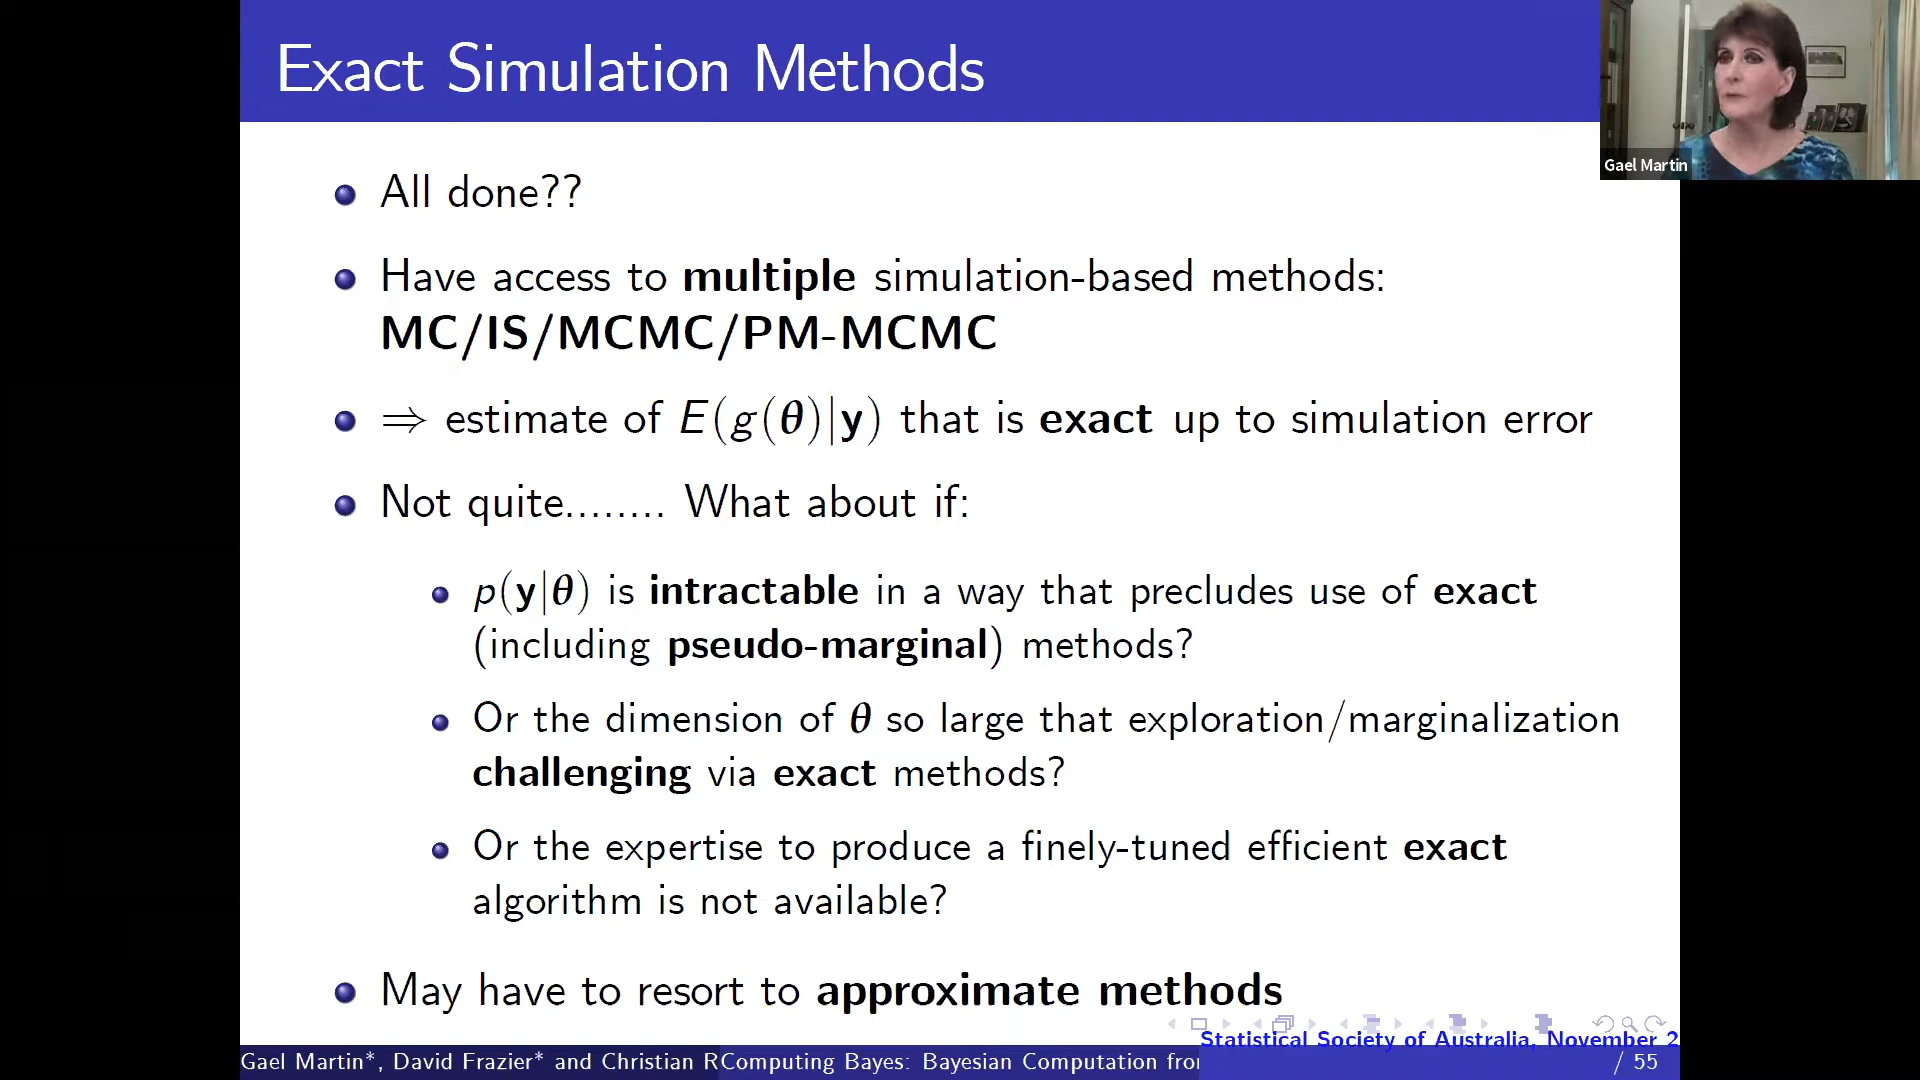 Exact Simulation Methods
Gael Martin
All done??
Have access to multiple simulation-based methods:
MC/IS/MCMC/PM-MCMC
⇒ estimate of E(g(θ)|y) that is exact up to simulation error
Not quite........ What about if:
p(y|θ) is intractable in a way that precludes use of exact
(including pseudo-marginal) methods?
Or the dimension of θ so large that exploration/marginalization
challenging via exact methods?
Or the expertise to produce a finely-tuned efficient exact
algorithm is not available?
May have to resort to approximate methods
Statistical Society of Australia, November 2
Gael Martin*, David Frazier* and Christian R
Computing Bayes: Bayesian Computation from
/ 55